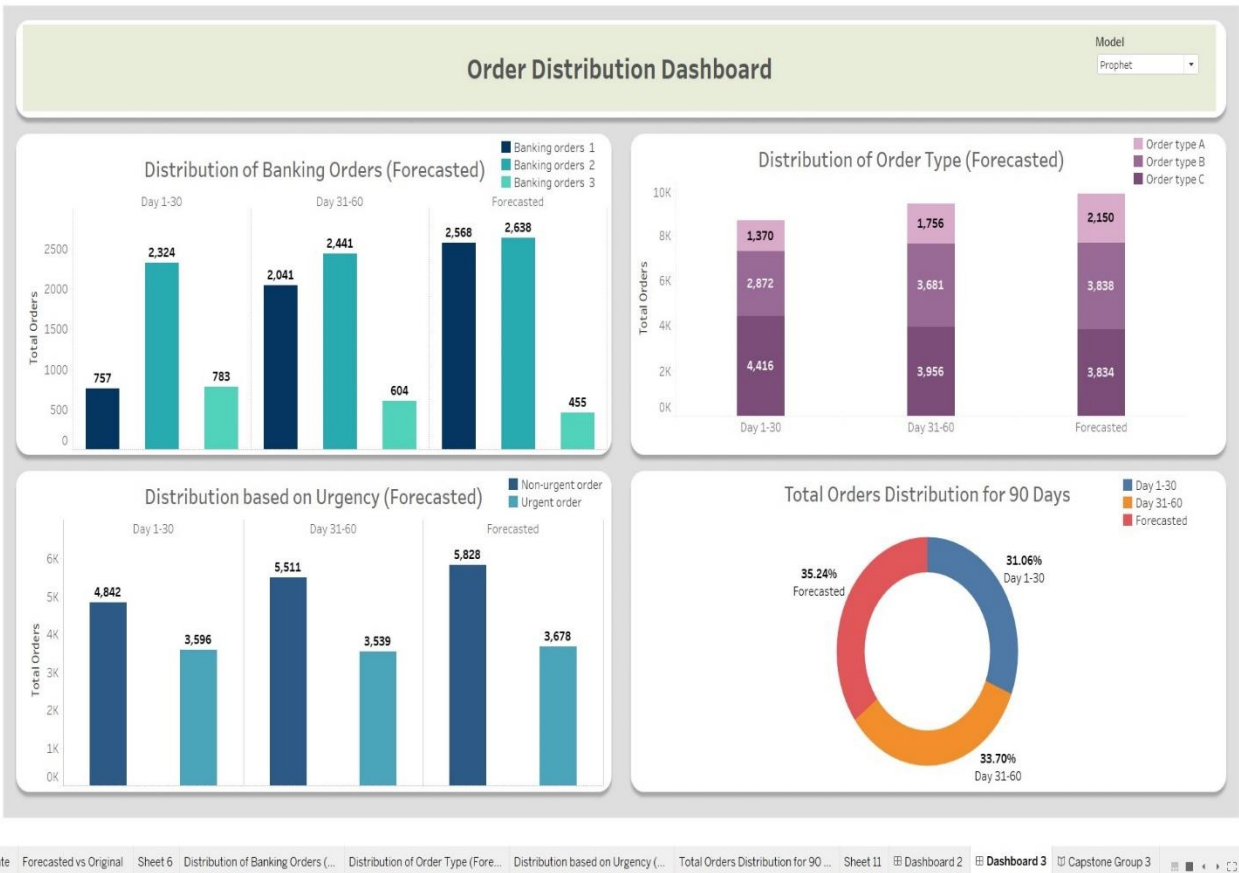 Order Distribution Dashboard
Model
Prophet
Distribution of Banking Orders (Forecasted)
Banking orders 1
Banking orders 2
Banking orders 3
Day 1-30
Day 31-60
Forecasted
Total Orders
2500
2000
1500
1000
500
0
757
2,324
783
2,041
2,441
604
2,568
2,638
455
Distribution of Order Type (Forecasted)
Order type A
Order type B
Order type C
Total Orders
10K
8K
6K
4K
2K
0K
1,370
2,872
4,416
1,756
3,681
3,956
2,150
3,838
3,834
Day 1-30
Day 31-60
Forecasted
Distribution based on Urgency (Forecasted)
Non-urgent order
Urgent order
Day 1-30
Day 31-60
Forecasted
Total Orders
6K
5K
4K
3K
2K
1K
0K
4,842
3,596
5,511
3,539
5,828
3,678
Total Orders Distribution for 90 Days
Day 1-30
Day 31-60
Forecasted
35.24%
Forecasted
31.06%
Day 1-30
33.70%
Day 31-60
te Forecasted vs Original Sheet 6 Distribution of Banking Orders (... Distribution of Order Type (Fore... Distribution based on Urgency (... Total Orders Distribution for 90 ... Sheet 11 Dashboard 2 Dashboard 3 Capstone Group 3